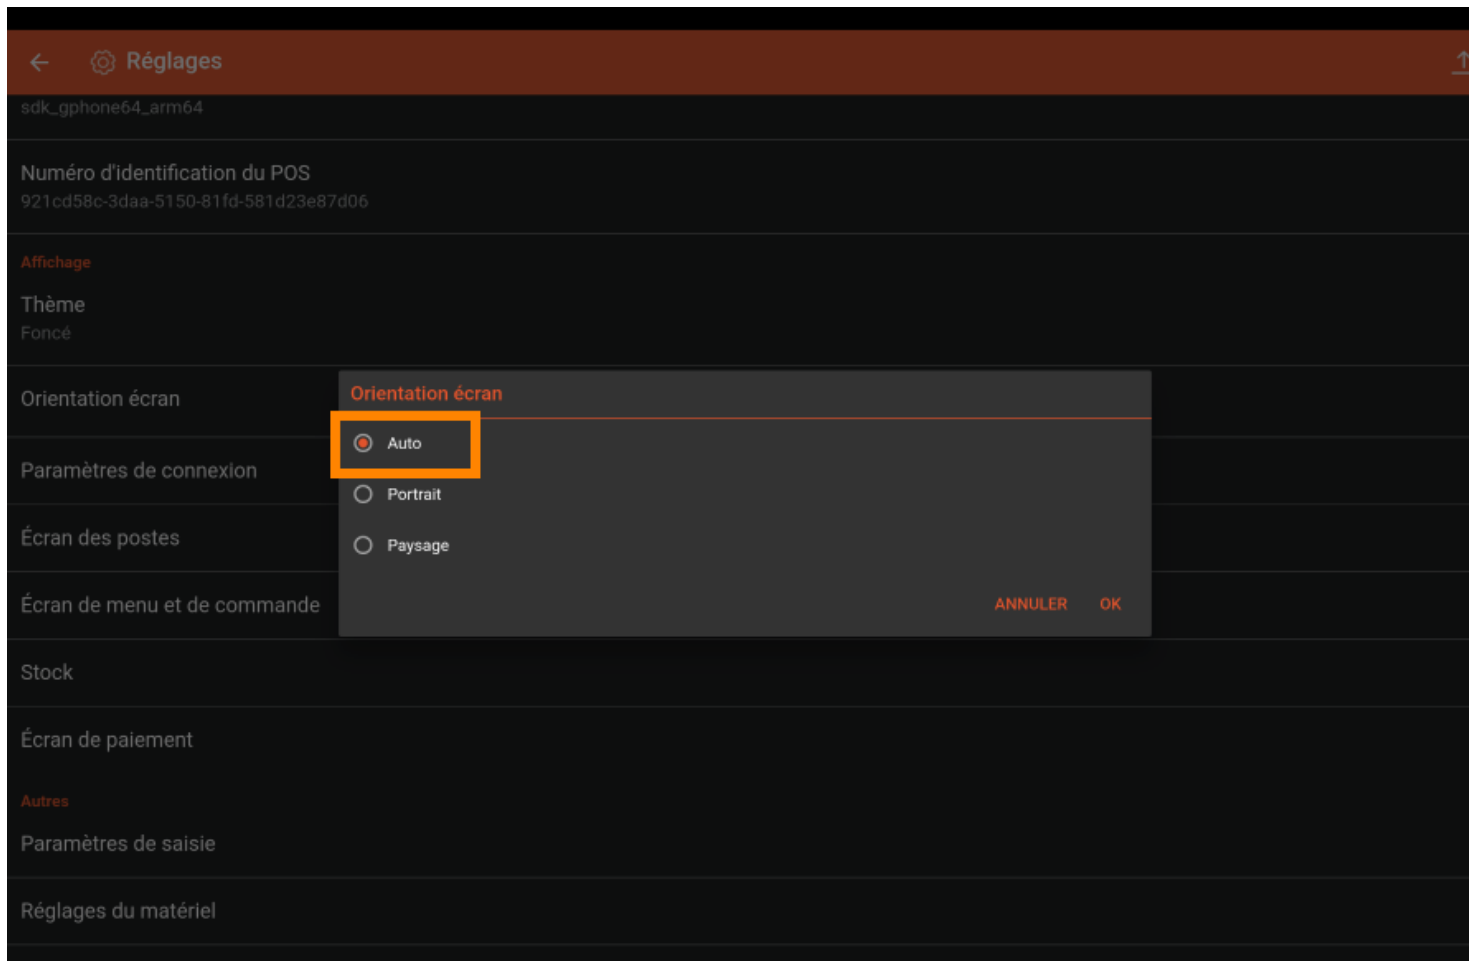 Réglages
sdk_gphone64_arm64
Numéro d'identification du POS
921cd58c-3daa-5150-81fd-581d23e87d06
Affichage
Thème
Foncé
Orientation écran
Paramètres de connexion
Écran des postes
Écran de menu et de commande
Stock
Écran de paiement
Autres
Paramètres de saisie
Réglages du matériel
Orientation écran
Auto
Portrait
Paysage
ANNULER OK